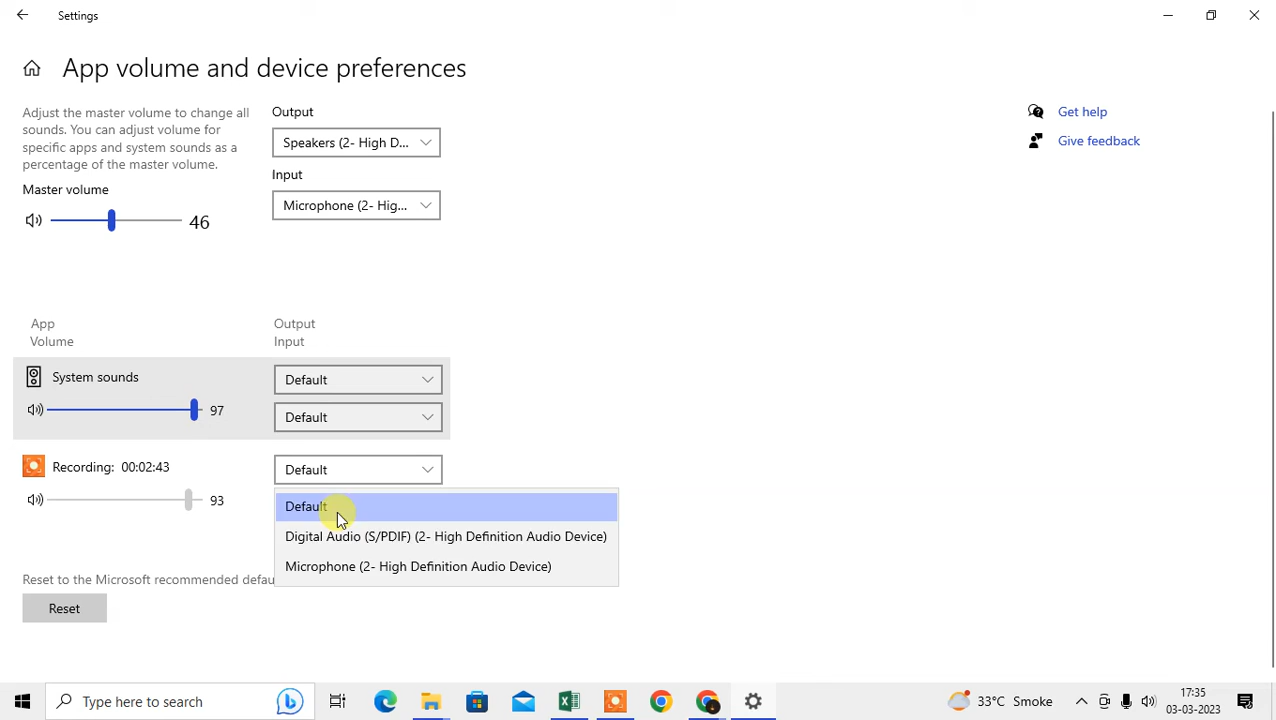 Settings
App volume and device preferences
Adjust the master volume to change all
sounds. You can adjust volume for
specific apps and system sounds as a
percentage of the master volume.
Master volume
46
Output
Speakers (2- High D...
Input
Microphone (2- Hig...
Get help
Give feedback
App
Volume
Output
Input
System sounds
Default
97
Default
Recording: 00:02:43
Default
93
Default
Digital Audio (S/PDIF) (2- High Definition Audio Device)
Microphone (2- High Definition Audio Device)
Reset to the Microsoft recommended defau
Reset
Type here to search
33°C Smoke
17:35
03-03-2023